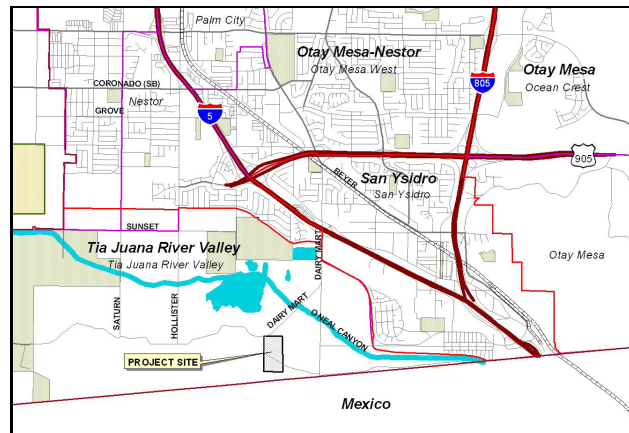 Palm City
Otay Mesa-Nestor
Otay Mesa West
805
Otay Mesa
Ocean Crest
CORONADO (SB)
Nestor
GROVE
5
905
BEYER
San Ysidro
San Ysidro
SUNSET
Tia Juana River Valley
Tia Juana River Valley
DAIRY MART
Otay Mesa
SATURN
HOLLISTER
DAIRY MART
O NEAL CANYON
PROJECT SITE
Mexico